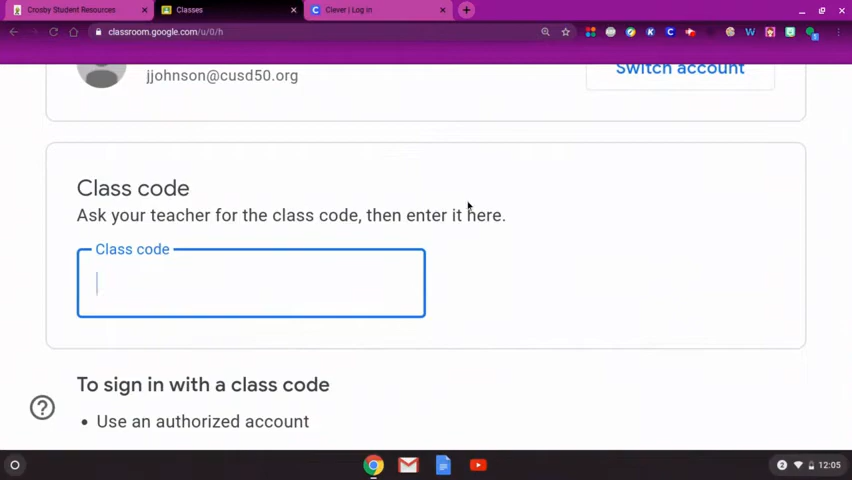 Crosby Student Resources
Classes
Clever | Log in
classroom.google.com/u/0/h
jjohnson@cusd50.org
Switch account
Class code
Ask your teacher for the class code, then enter it here.
Class code
To sign in with a class code
• Use an authorized account
2
12:05